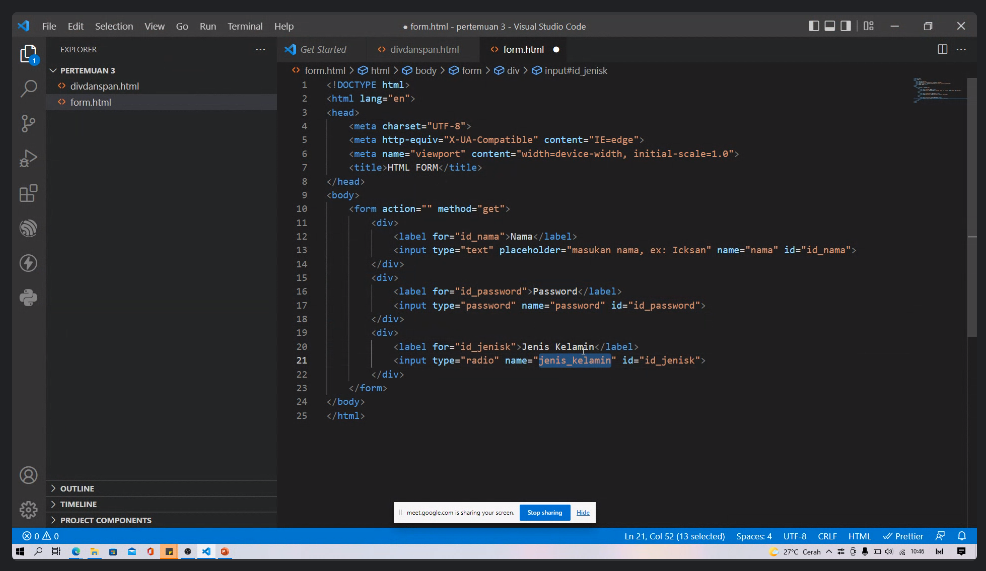 File Edit Selection View Go Run Terminal Help
● form.html - pertemuan 3 - Visual Studio Code
EXPLORER
Get Started
divdanspan.html
form.html
PERTEMUAN 3
divdanspan.html
form.html
form.html > html > body > form > div > input#id_jenisk
1 <!DOCTYPE html>
2 <html lang="en">
3 <head>
4 <meta charset="UTF-8">
5 <meta http-equiv="X-UA-Compatible" content="IE=edge">
6 <meta name="viewport" content="width=device-width, initial-scale=1.0">
7 <title>HTML FORM</title>
8 </head>
9 <body>
10 <form action="" method="get">
11 <div>
12 <label for="id_nama">Nama</label>
13 <input type="text" placeholder="masukan nama, ex: Icksan" name="nama" id="id_nama">
14 </div>
15 <div>
16 <label for="id_password">Password</label>
17 <input type="password" name="password" id="id_password">
18 </div>
19 <div>
20 <label for="id_jenisk">Jenis Kelamin</label>
21 <input type="radio" name="jenis_kelamin" id="id_jenisk">
22 </div>
23 </form>
24 </body>
25 </html>
1
OUTLINE
TIMELINE
PROJECT COMPONENTS
meet.google.com is sharing your screen. Stop sharing Hide
0 0
Ln 21, Col 52 (13 selected) Spaces: 4 UTF-8 CRLF HTML Prettier
27°C Cerah 10:46